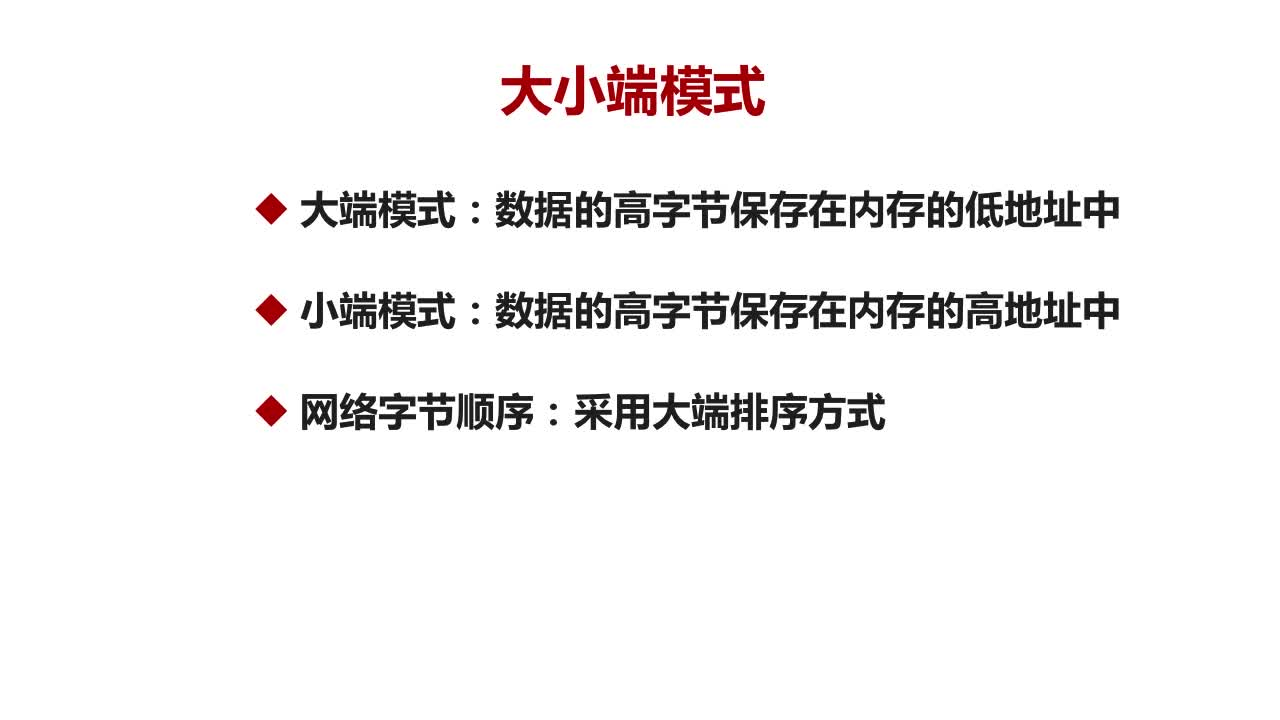 大小端模式
大端模式：数据的高字节保存在内存的低地址中
小端模式：数据的高字节保存在内存的高地址中
网络字节顺序：采用大端排序方式